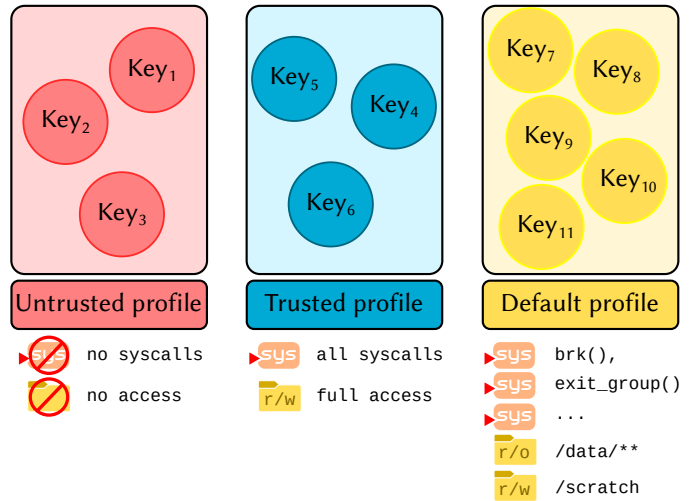 Key1
Key2
Key3
Untrusted profile
sys no syscalls
no access
Key5
Key4
Key6
Trusted profile
sys all syscalls
r/w full access
Key7
Key8
Key9
Key10
Key11
Default profile
sys brk(),
sys exit_group()
sys ...
r/o /data/**
r/w /scratch